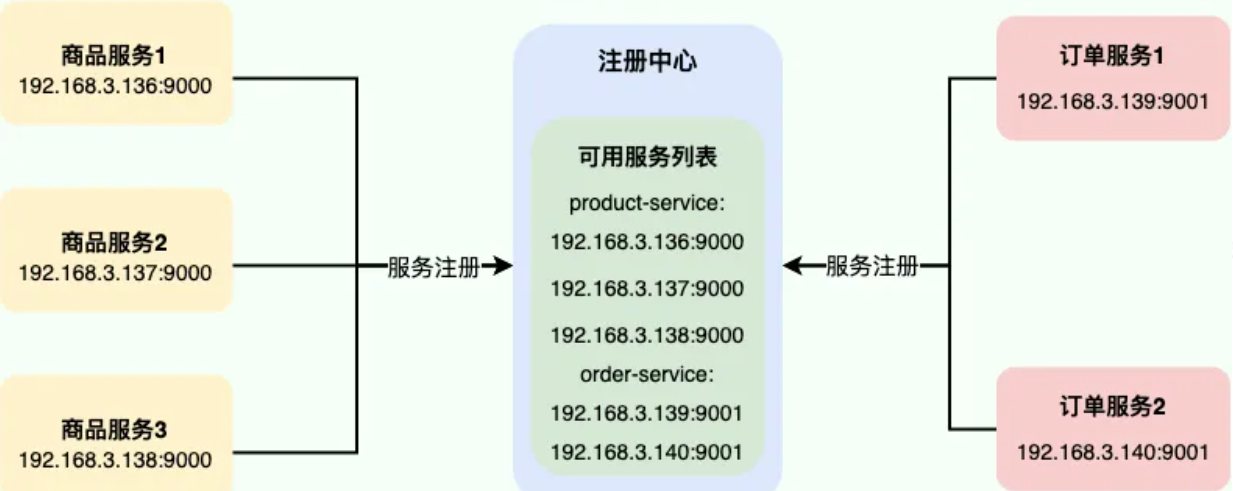 商品服务1
192.168.3.136:9000
商品服务2
192.168.3.137:9000
商品服务3
192.168.3.138:9000
服务注册
注册中心
可用服务列表
product-service:
192.168.3.136:9000
192.168.3.137:9000
192.168.3.138:9000
order-service:
192.168.3.139:9001
192.168.3.140:9001
服务注册
订单服务1
192.168.3.139:9001
订单服务2
192.168.3.140:9001